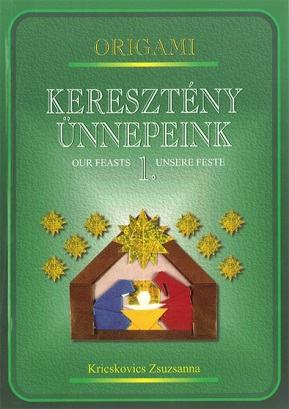 ORIGAMI
KERESZTÉNY
ÜNNEPEINK
OUR FEASTS 1. UNSERE FESTE
Kricskovics Zsuzsanna